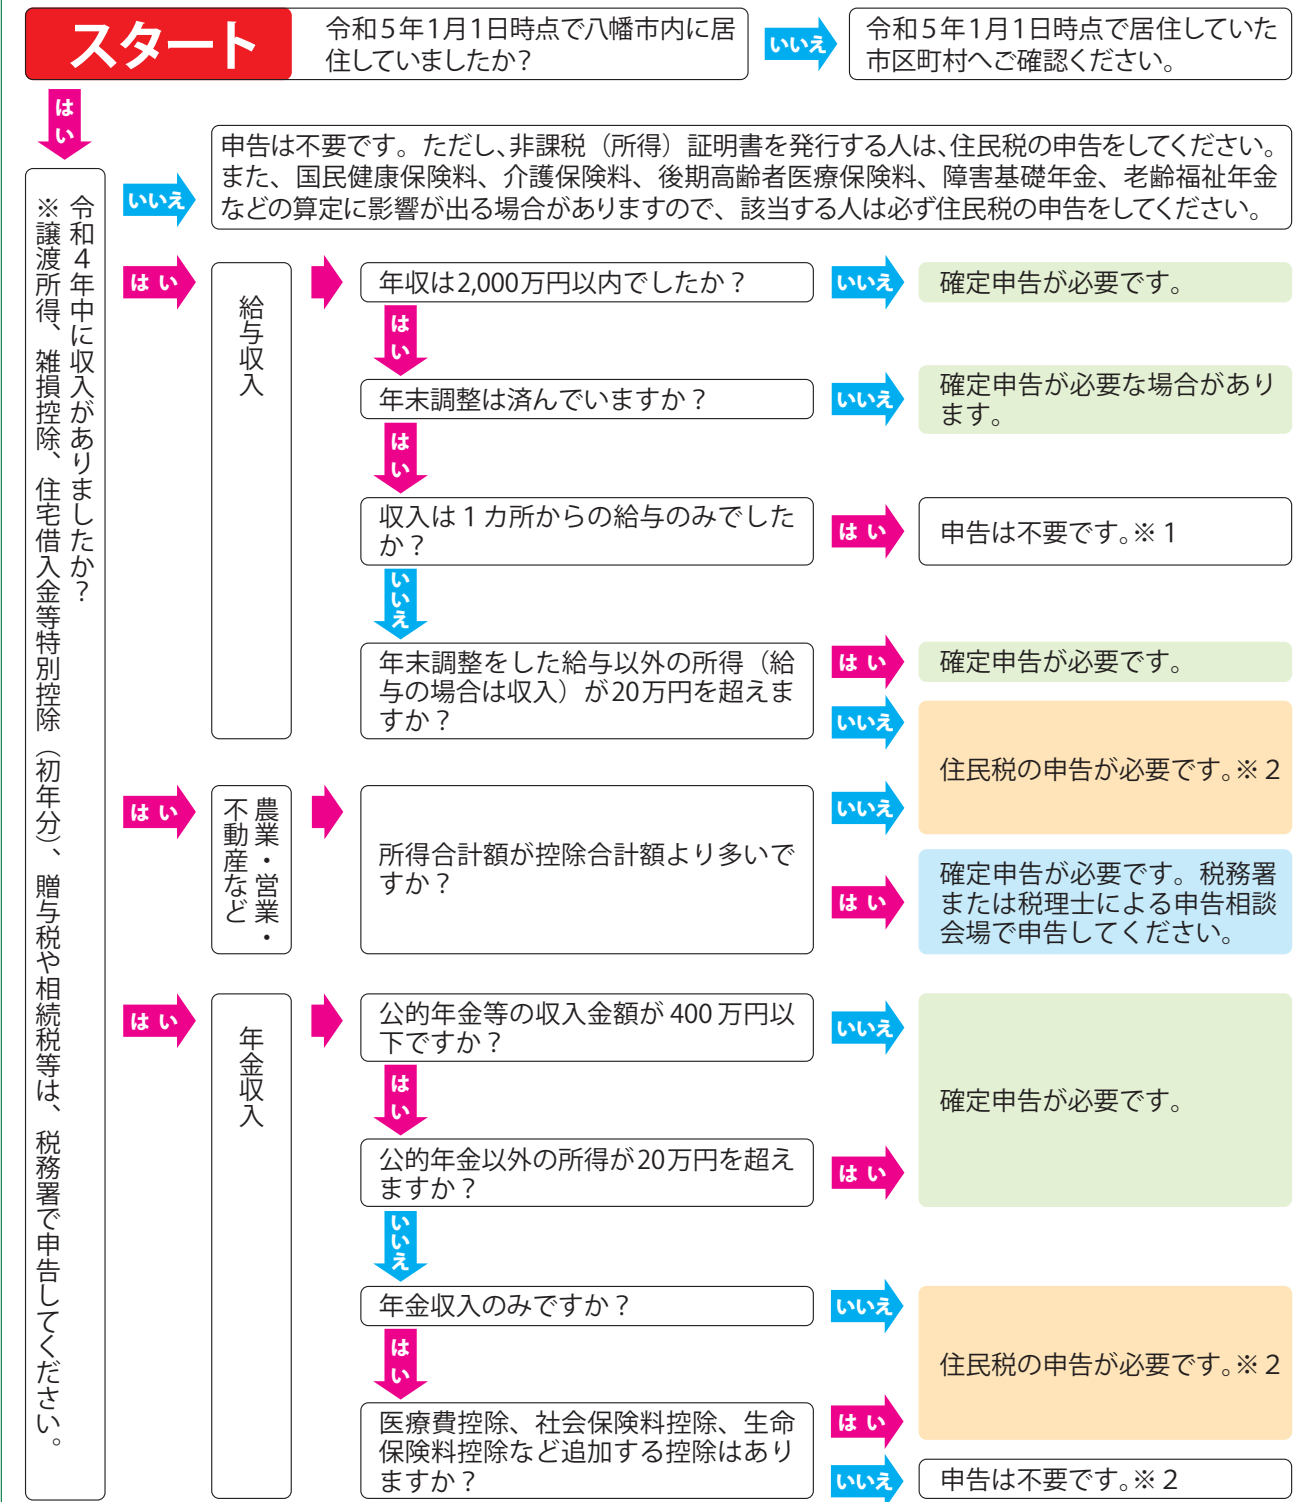 スタート
令和５年1月1日時点で八幡市内に居
住していましたか？
いいえ
令和５年1月1日時点で居住していた
市区町村へご確認ください。
はい
令和４年中に収入がありましたか？
※譲渡所得、雑損控除、住宅借入金等特別控除（初年分）、贈与税や相続税等は、税務署で申告してください。
いいえ
申告は不要です。ただし、非課税（所得）証明書を発行する人は、住民税の申告をしてください。
また、国民健康保険料、介護保険料、後期高齢者医療保険料、障害基礎年金、老齢福祉年金
などの算定に影響が出る場合がありますので、該当する人は必ず住民税の申告をしてください。
はい
給与収入
年収は2,000万円以内でしたか？
いいえ
確定申告が必要です。
はい
年末調整は済んでいますか？
いいえ
確定申告が必要な場合があり
ます。
はい
収入は１カ所からの給与のみでした
か？
はい
申告は不要です。※１
いいえ
年末調整をした給与以外の所得（給
与の場合は収入）が20万円を超えま
すか？
はい
確定申告が必要です。
いいえ
住民税の申告が必要です。※２
はい
農業・営業・
不動産など
所得合計額が控除合計額より多いで
すか？
いいえ
はい
確定申告が必要です。税務署
または税理士による申告相談
会場で申告してください。
はい
年金収入
公的年金等の収入金額が 400 万円以
下ですか？
いいえ
確定申告が必要です。
はい
公的年金以外の所得が20万円を超え
ますか？
はい
いいえ
年金収入のみですか？
いいえ
住民税の申告が必要です。※２
はい
医療費控除、社会保険料控除、生命
保険料控除など追加する控除はあり
ますか？
はい
いいえ
申告は不要です。※２